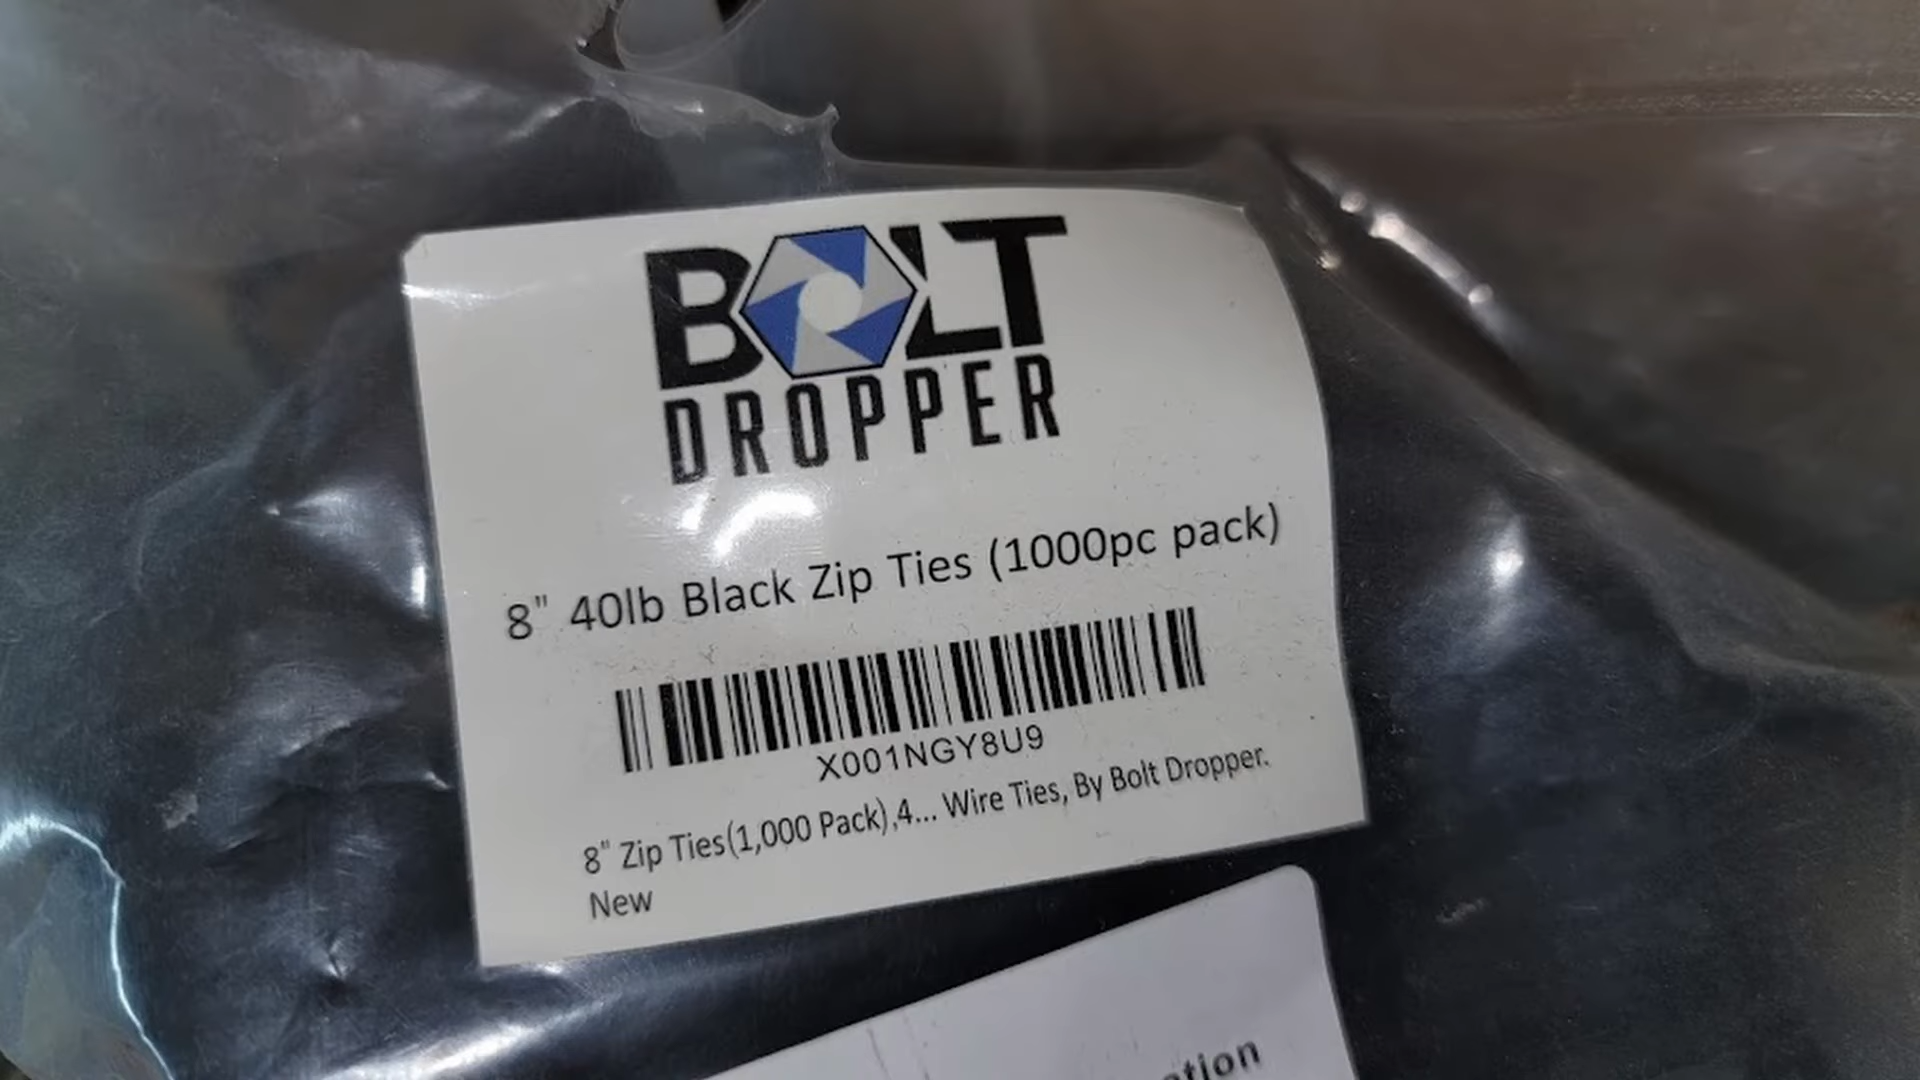 BOLT
DROPPER
8" 40lb Black Zip Ties (1000pc pack)
X001NGY8U9
8" Zip Ties(1,000 Pack),4... Wire Ties, By Bolt Dropper.
New